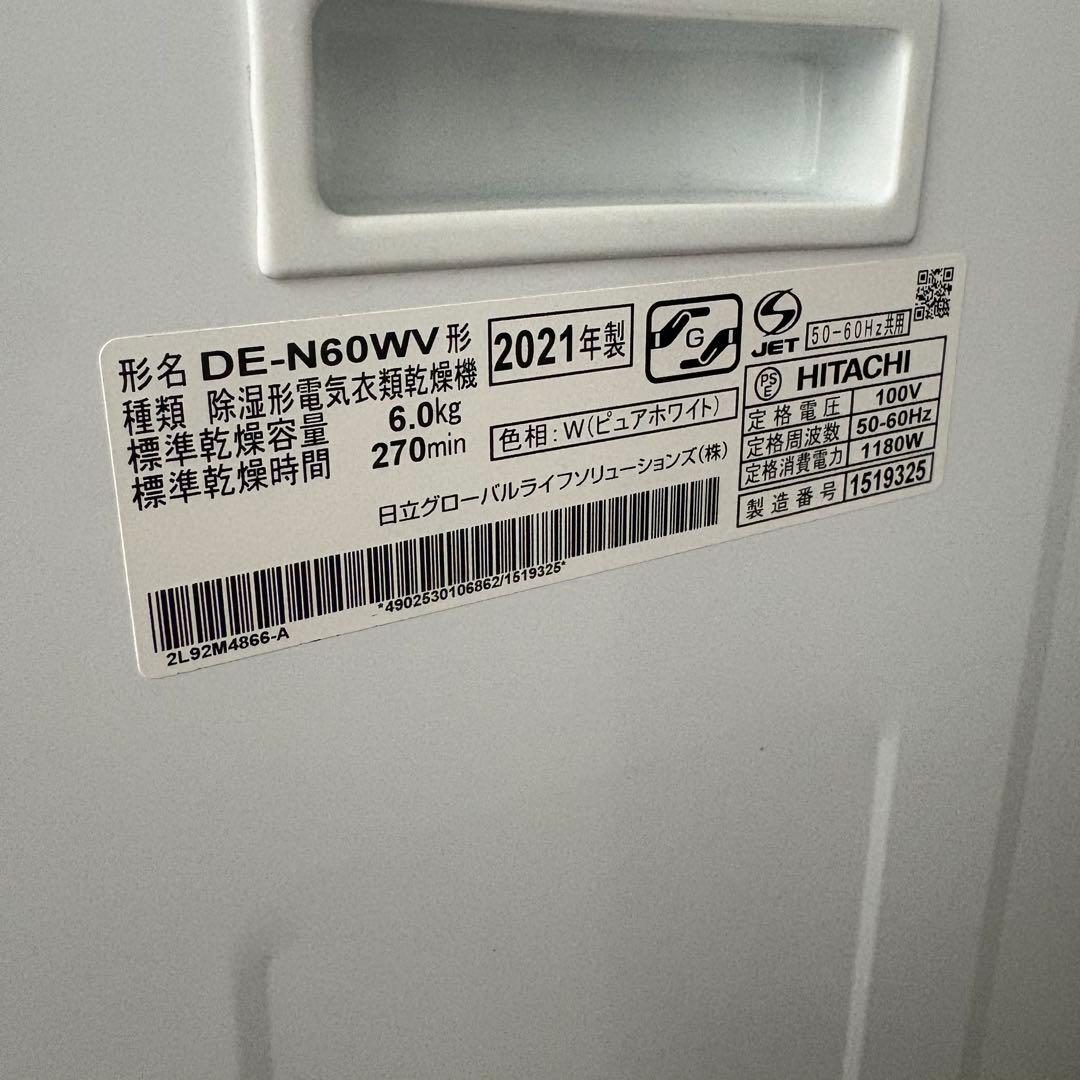 形名 DE-N60WV形
種類 除湿形電気衣類乾燥機
標準乾燥容量 6.0kg
標準乾燥時間 270min
2021年製
G
JET
50-60Hz共用
色相:W(ピュアホワイト)
日立グローバルライフソリューションズ(株)
PS
E
HITACHI
定格電圧 100V
定格周波数 50-60Hz
定格消費電力 1180W
製造番号 1519325
*4902530106862/1519325*
2L92M4866-A